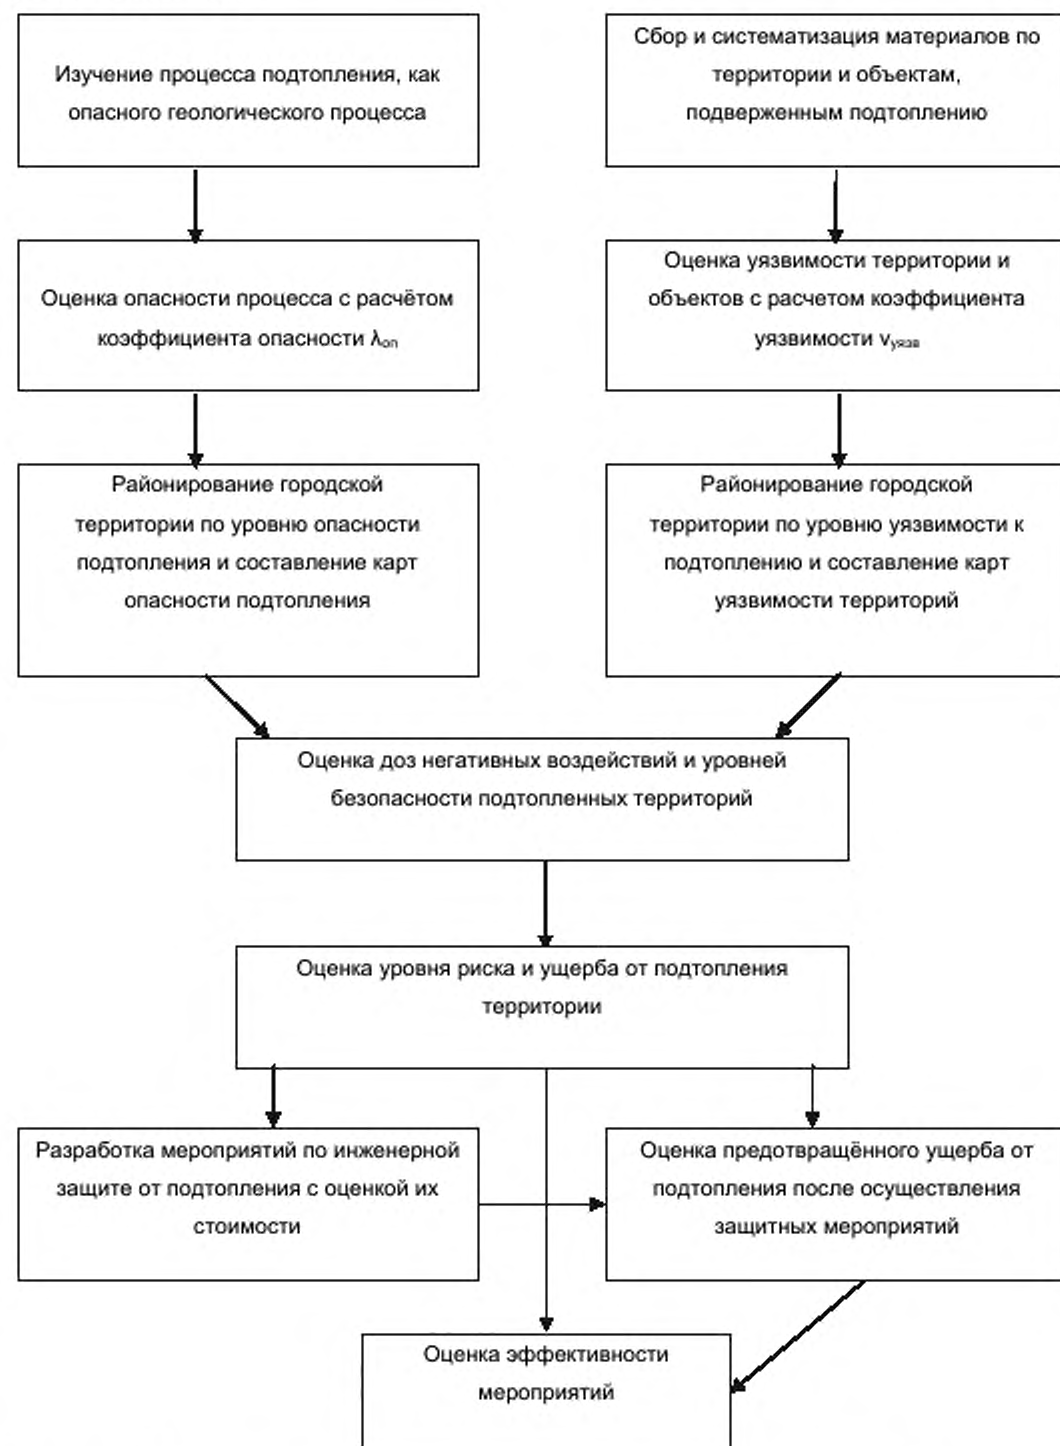 Изучение процесса подтопления, как
опасного геологического процесса
Сбор и систематизация материалов по
территории и объектам,
подверженным подтоплению
Оценка опасности процесса с расчётом
коэффициента опасности λоп
Оценка уязвимости территории и
объектов с расчетом коэффициента
уязвимости vуязв
Районирование городской
территории по уровню опасности
подтопления и составление карт
опасности подтопления
Районирование городской
территории по уровню уязвимости к
подтоплению и составление карт
уязвимости территорий
Оценка доз негативных воздействий и уровней
безопасности подтопленных территорий
Оценка уровня риска и ущерба от подтопления
территории
Разработка мероприятий по инженерной
защите от подтопления с оценкой их
стоимости
Оценка предотвращённого ущерба от
подтопления после осуществления
защитных мероприятий
Оценка эффективности
мероприятий